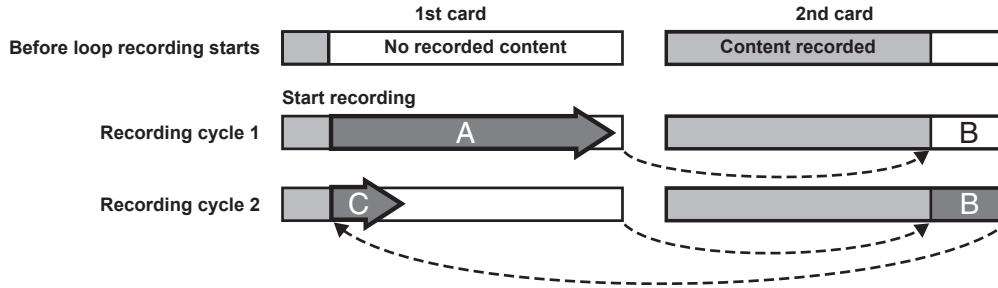 1st card
2nd card
Before loop recording starts
No recorded content
Content recorded
Start recording
Recording cycle 1
A
B
Recording cycle 2
C
B